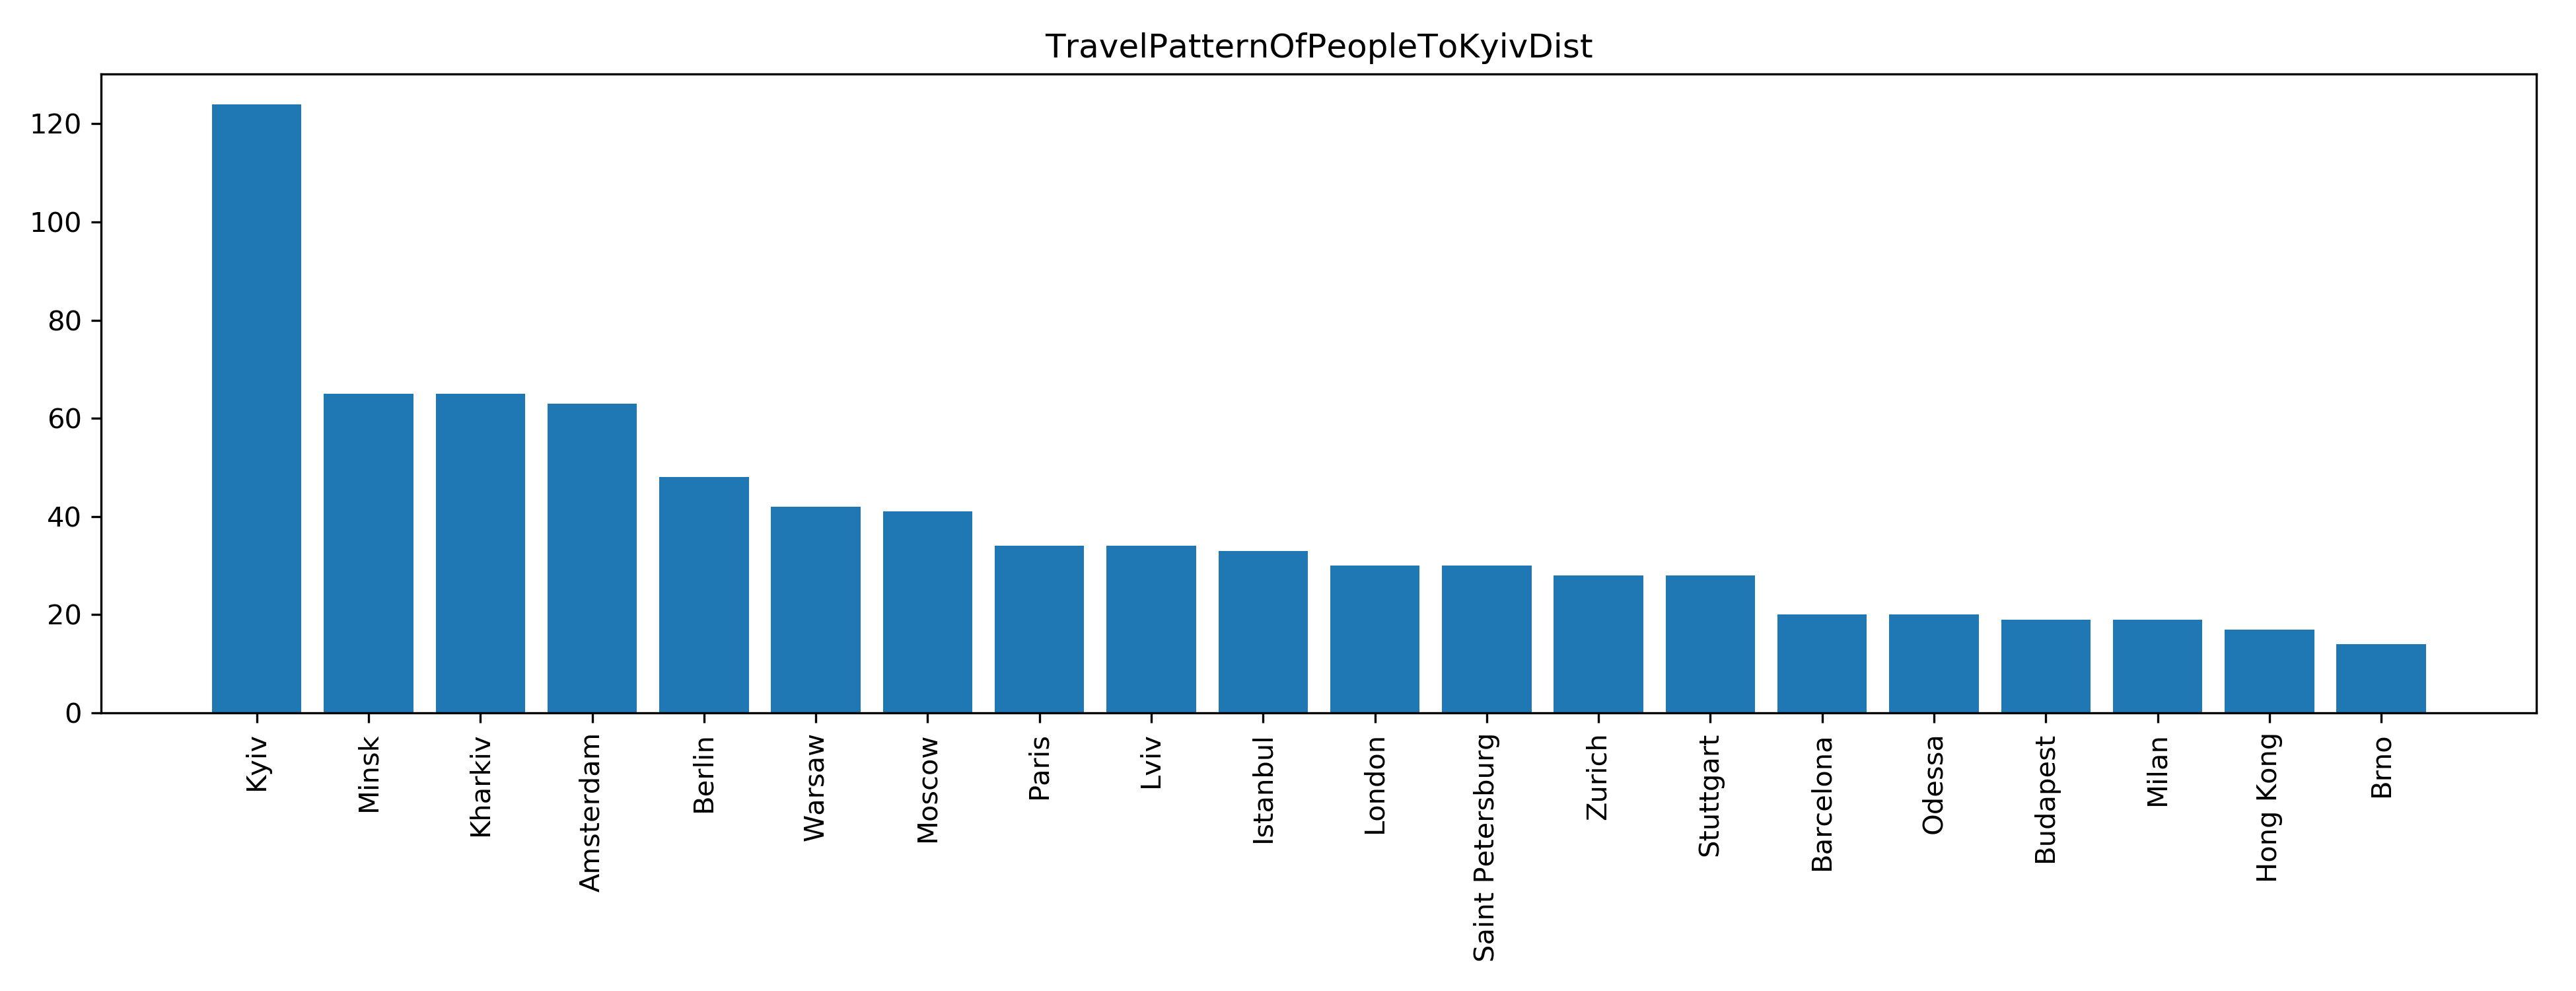 TravelPatternOfPeopleToKyivDist
120
100
80
60
40
20
0
Kyiv
Minsk
Kharkiv
Amsterdam
Berlin
Warsaw
Moscow
Paris
Lviv
Istanbul
London
Saint Petersburg
Zurich
Stuttgart
Barcelona
Odessa
Budapest
Milan
Hong Kong
Brno